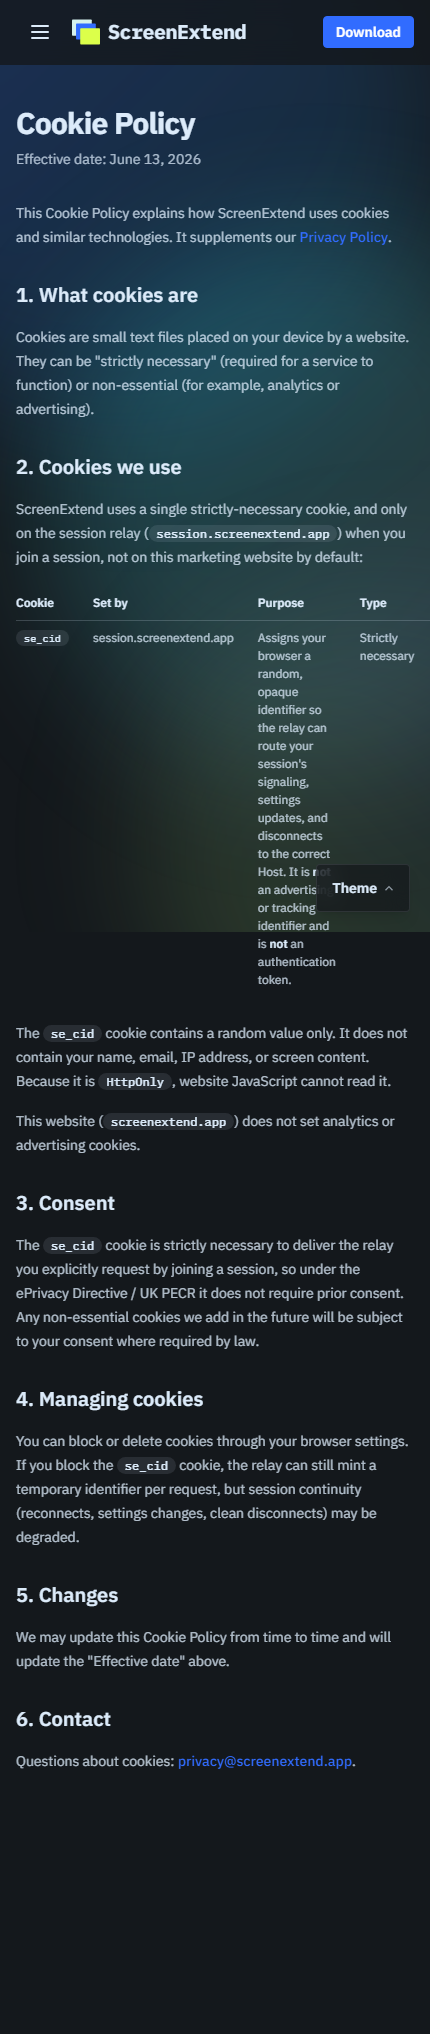 ScreenExtend
Download
Cookie Policy
Effective date: June 13, 2026
This Cookie Policy explains how ScreenExtend uses cookies
and similar technologies. It supplements our Privacy Policy.
1. What cookies are
Cookies are small text files placed on your device by a website.
They can be "strictly necessary" (required for a service to
function) or non-essential (for example, analytics or
advertising).
2. Cookies we use
ScreenExtend uses a single strictly-necessary cookie, and only
on the session relay (session.screenextend.app) when you
join a session, not on this marketing website by default:
Cookie Set by Purpose Type
se_cid session.screenextend.app Assigns your Strictly
browser a necessary
random,
opaque
identifier so
the relay can
route your
session's
signaling,
settings
updates, and
disconnects
to the correct
Host. It is not
an advertising
or tracking
identifier and
is not an
authentication
token.
Theme
The se_cid cookie contains a random value only. It does not
contain your name, email, IP address, or screen content.
Because it is HttpOnly, website JavaScript cannot read it.
This website (screenextend.app) does not set analytics or
advertising cookies.
3. Consent
The se_cid cookie is strictly necessary to deliver the relay
you explicitly request by joining a session, so under the
ePrivacy Directive / UK PECR it does not require prior consent.
Any non-essential cookies we add in the future will be subject
to your consent where required by law.
4. Managing cookies
You can block or delete cookies through your browser settings.
If you block the se_cid cookie, the relay can still mint a
temporary identifier per request, but session continuity
(reconnects, settings changes, clean disconnects) may be
degraded.
5. Changes
We may update this Cookie Policy from time to time and will
update the "Effective date" above.
6. Contact
Questions about cookies: privacy@screenextend.app.